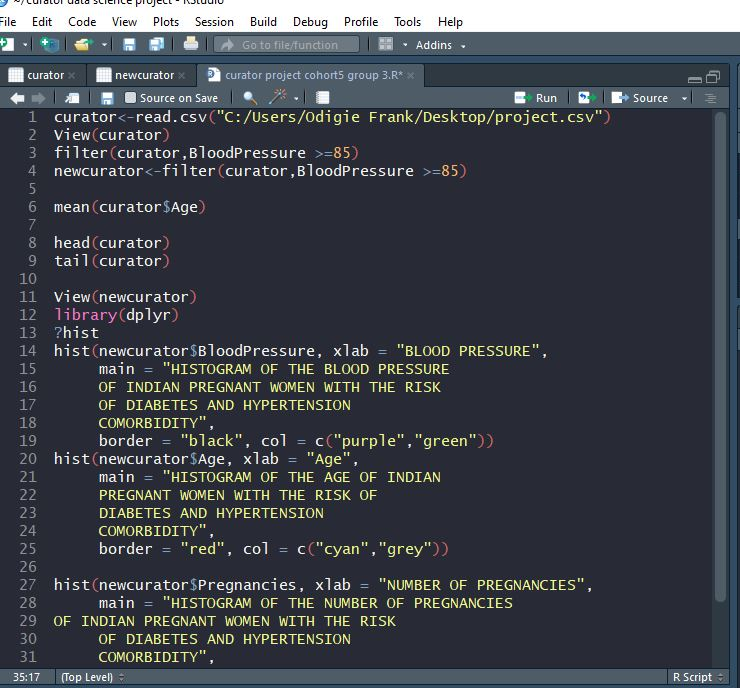 ~/curator data science project - RStudio
File Edit Code View Plots Session Build Debug Profile Tools Help
Go to file/function Addins
curator newcurator curator project cohort5 group 3.R*
Source on Save Run Source
1 curator<-read.csv("C:/Users/Odigie Frank/Desktop/project.csv")
2 View(curator)
3 filter(curator,BloodPressure >=85)
4 newcurator<-filter(curator,BloodPressure >=85)
5
6 mean(curator$Age)
7
8 head(curator)
9 tail(curator)
10
11 View(newcurator)
12 library(dplyr)
13 ?hist
14 hist(newcurator$BloodPressure, xlab = "BLOOD PRESSURE",
15 main = "HISTOGRAM OF THE BLOOD PRESSURE
16 OF INDIAN PREGNANT WOMEN WITH THE RISK
17 OF DIABETES AND HYPERTENSION
18 COMORBIDITY",
19 border = "black", col = c("purple","green"))
20 hist(newcurator$Age, xlab = "Age",
21 main = "HISTOGRAM OF THE AGE OF INDIAN
22 PREGNANT WOMEN WITH THE RISK OF
23 DIABETES AND HYPERTENSION
24 COMORBIDITY",
25 border = "red", col = c("cyan","grey"))
26
27 hist(newcurator$Pregnancies, xlab = "NUMBER OF PREGNANCIES",
28 main = "HISTOGRAM OF THE NUMBER OF PREGNANCIES
29 OF INDIAN PREGNANT WOMEN WITH THE RISK
30 OF DIABETES AND HYPERTENSION
31 COMORBIDITY",
35:17 (Top Level) R Script